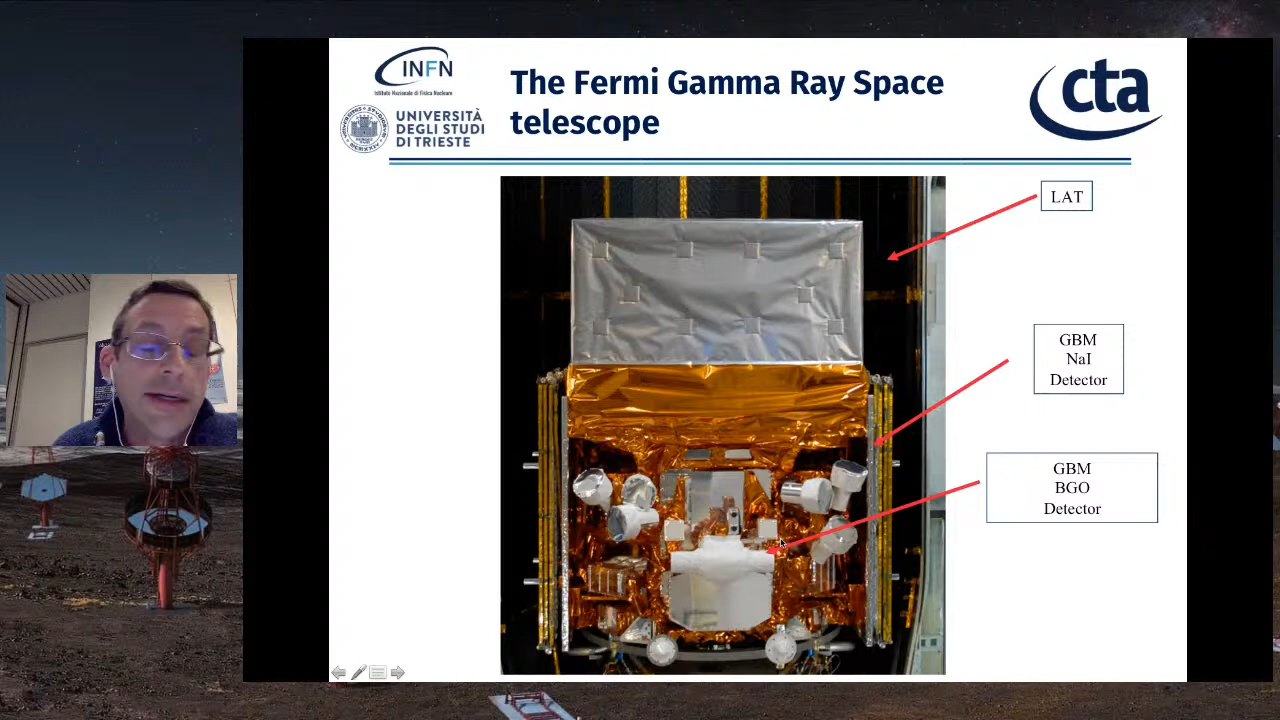 INFN
Istituto Nazionale di Fisica Nucleare
UNIVERSITÀ
DEGLI STUDI
DI TRIESTE
The Fermi Gamma Ray Space
telescope
cta
LAT
GBM
NaI
Detector
GBM
BGO
Detector